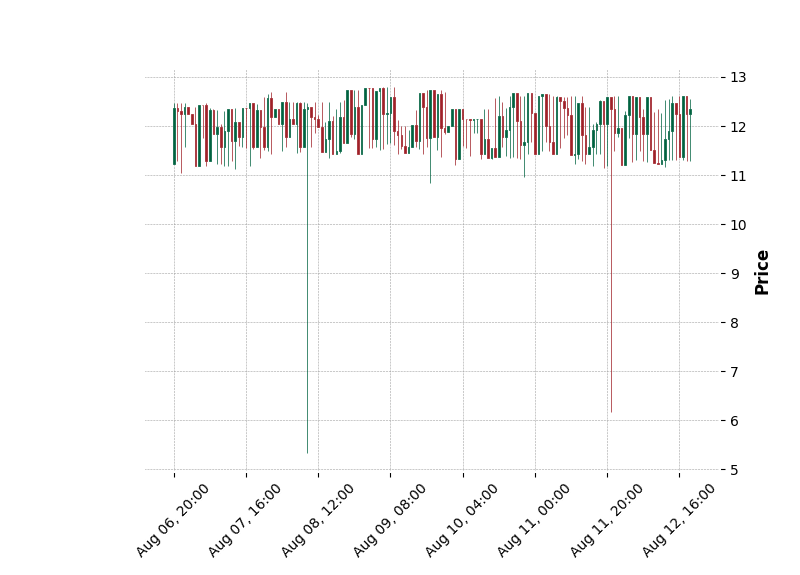 13
12
11
10
9
8
7
6
5
Price
Aug 06, 20:00
Aug 07, 16:00
Aug 08, 12:00
Aug 09, 08:00
Aug 10, 04:00
Aug 11, 00:00
Aug 11, 20:00
Aug 12, 16:00